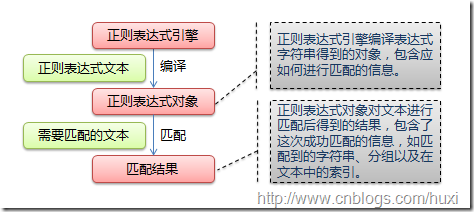 正则表达式引擎
正则表达式文本
编译
正则表达式引擎编译表达式
字符串得到的对象，包含应
如何进行匹配的信息。
正则表达式对象
需要匹配的文本
匹配
正则表达式对象对文本进行
匹配后得到的结果，包含了
这次成功匹配的信息，如匹
配到的字符串、分组以及在
文本中的索引。
匹配结果
http://www.cnblogs.com/huxi